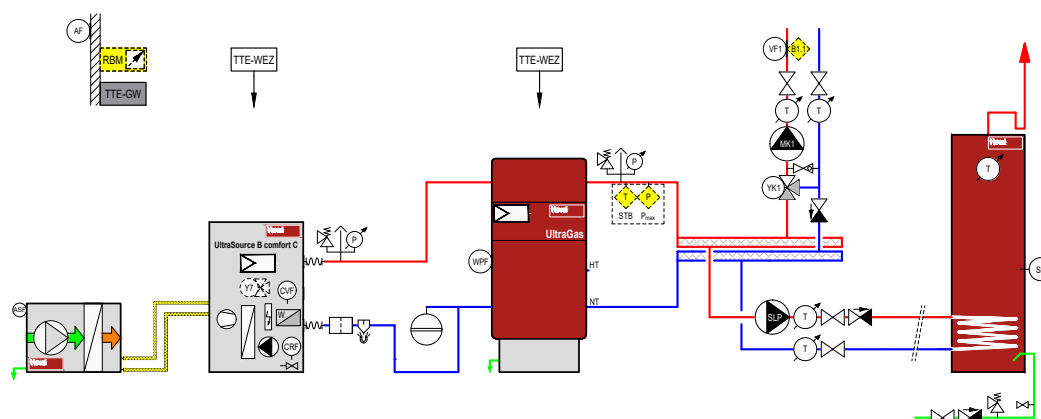 AF
RBM
TTE-GW
TTE-WEZ
TTE-WEZ
VF1
B1.1
T
T
MK1
P
P
YK1
T
T
P
STB
Pmax
UltraGas
UltraSource B comfort C
WPF
HT
Y7
CVF
W
NT
ASF
SLP
T
CRF
T